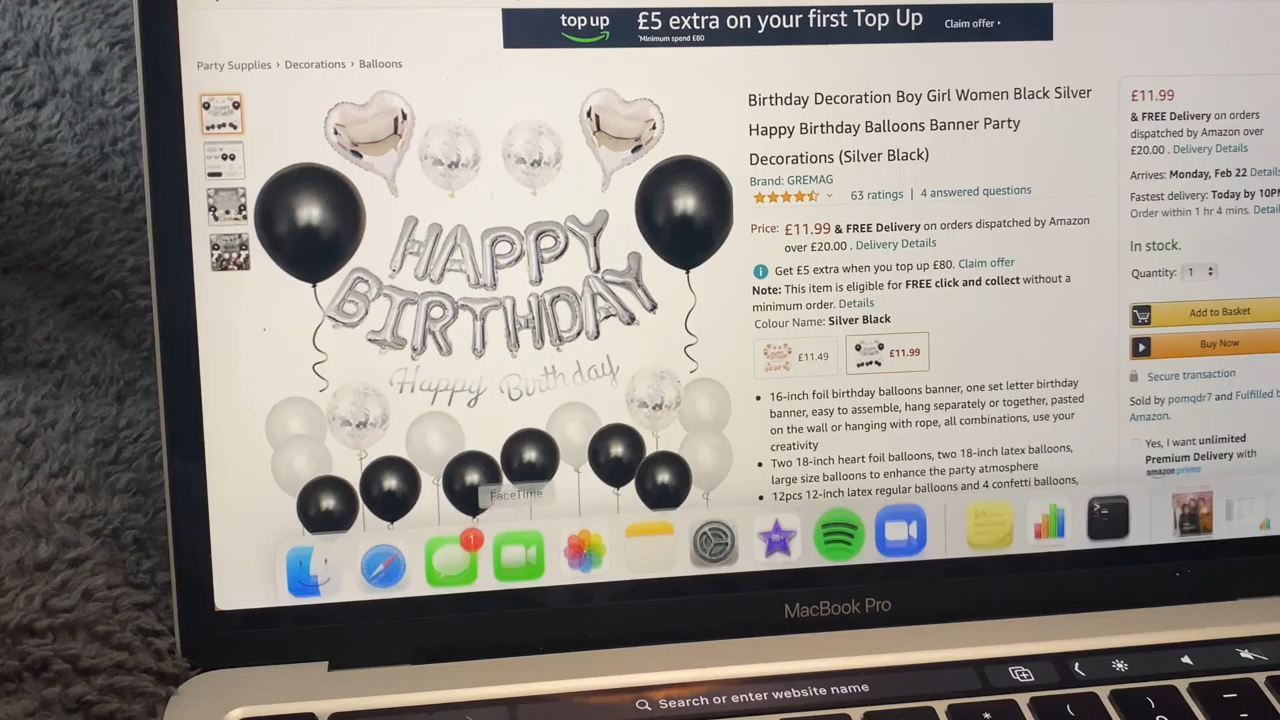 top up
£5 extra on your first Top Up
*Minimum spend £80
Claim offer
Party Supplies › Decorations › Balloons
Birthday Decoration Boy Girl Women Black Silver
Happy Birthday Balloons Banner Party
Decorations (Silver Black)
Brand: GREMAG
63 ratings | 4 answered questions
Price: £11.99 & FREE Delivery on orders dispatched by Amazon
over £20.00 . Delivery Details
Get £5 extra when you top up £80. Claim offer
Note: This item is eligible for FREE click and collect without a
minimum order. Details
Colour Name: Silver Black
£11.49
£11.99
16-inch foil birthday balloons banner, one set letter birthday
banner, easy to assemble, hang separately or together, pasted
on the wall or hanging with rope, all combinations, use your
creativity
Two 18-inch heart foil balloons, two 18-inch latex balloons,
large size balloons to enhance the party atmosphere
12pcs 12-inch latex regular balloons and 4 confetti balloons,
£11.99
& FREE Delivery on orders
dispatched by Amazon over
£20.00 . Delivery Details
Arrives: Monday, Feb 22
Fastest delivery: Today by
Order within 1 hr 4 mins.
In stock.
Quantity: 1
Add to Basket
Buy Now
Secure transaction
Sold by pomqdr7 and Fulfilled
Amazon.
Yes, I want unlimited
Premium Delivery with
amazon prime
HAPPY
BIRTHDAY
Happy Birthday
FaceTime
1
MacBook Pro
Search or enter website name